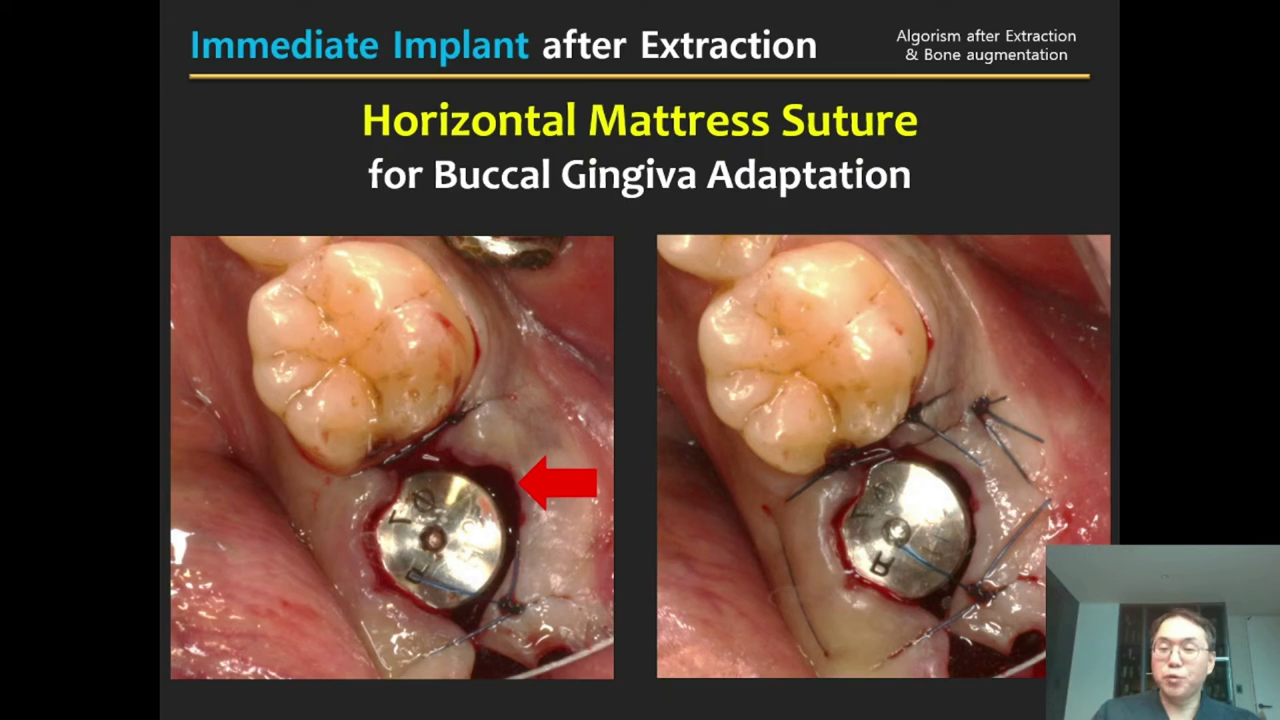 Immediate Implant after Extraction
Algorism after Extraction
& Bone augmentation
Horizontal Mattress Suture
for Buccal Gingiva Adaptation